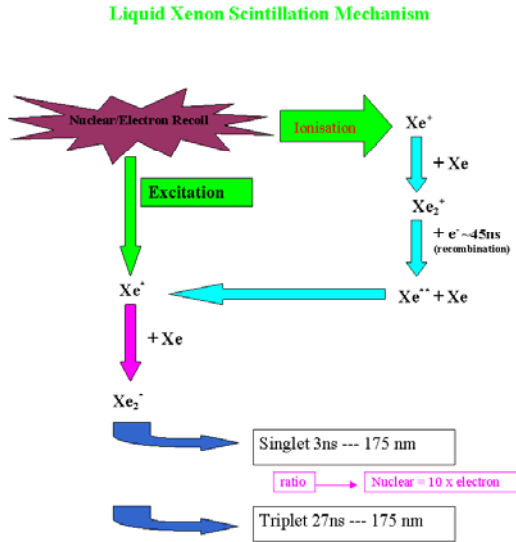 Liquid Xenon Scintillation Mechanism
Nuclear/Electron Recoil
Ionisation
Xe⁺
+ Xe
Excitation
Xe₂⁺
+ e⁻ ~45ns
(recombination)
Xe**+ Xe
Xe*
+ Xe
Xe₂*
Singlet 3ns --- 175 nm
ratio
Nuclear = 10 x electron
Triplet 27ns --- 175 nm